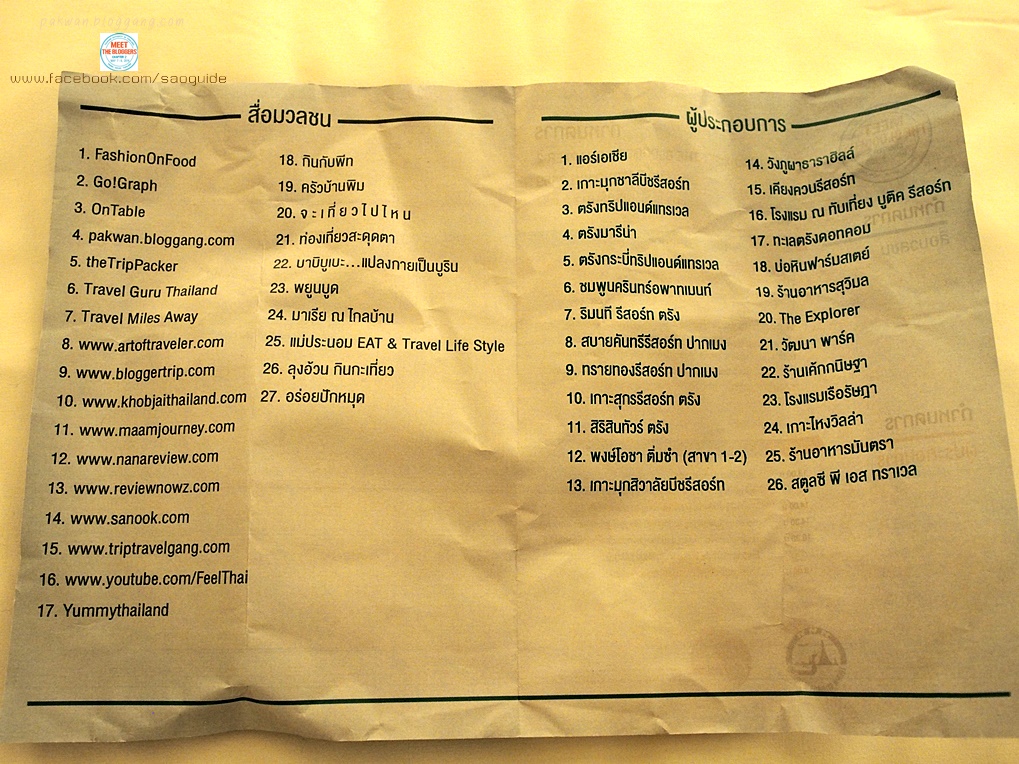 pakwan.bloggang.com
MEET
THE BLOGGERS
www.facebook.com/saoguide
สื่อมวลชน
1. FashionOnFood
2. Go!Graph
3. OnTable
4. pakwan.bloggang.com
5. theTripPacker
6. Travel Guru Thailand
7. Travel Miles Away
8. www.artoftraveler.com
9. www.bloggertrip.com
10. www.khobjaithailand.com
11. www.maamjourney.com
12. www.nanareview.com
13. www.reviewnowz.com
14. www.sanook.com
15. www.triptravelgang.com
16. www.youtube.com/FeelThai
17. Yummythailand
18. กินกับพีท
19. ครัวบ้านพิม
20. จะเที่ยวไปไหน
21. ท่องเที่ยวสะดุดตา
22. บาบิบูเบะ...แปลงกายเป็นบูริน
23. พยูนบูด
24. มาเรีย ณ ไกลบ้าน
25. แม่ประนอม EAT & Travel Life Style
26. ลุงอ้วน กินกะเที่ยว
27. อร่อยปักหมุด
ผู้ประกอบการ
1. แอร์เอเชีย
2. เกาะมุกชาลีบีชรีสอร์ท
3. ตรังทริปแอนด์แทรเวล
4. ตรังมารีน่า
5. ตรังกระบี่ทริปแอนด์แทรเวล
6. ชมพูนครินทร์อพาทเมนท์
7. ริมนที รีสอร์ท ตรัง
8. สบายคันทรีรีสอร์ท ปากเมง
9. ทรายทองรีสอร์ท ปากเมง
10. เกาะสุกรรีสอร์ท ตรัง
11. สิริสินทัวร์ ตรัง
12. พงษ์โอชา ติ่มซำ (สาขา 1-2)
13. เกาะมุกสิวาลัยบีชรีสอร์ท
14. วังภูผาธาราฮิลล์
15. เคียงควนรีสอร์ท
16. โรงแรม ณ ทับเที่ยง บูติค รีสอร์ท
17. ทะเลตรังดอทคอม
18. บ่อหินฟาร์มสเตย์
19. ร้านอาหารสุวิมล
20. The Explorer
21. วัฒนา พาร์ค
22. ร้านเค้กกนิษฐา
23. โรงแรมเรือรัษฎา
24. เกาะไหงวิลล่า
25. ร้านอาหารมันตรา
26. สตูลซี พี เอส ทราเวล